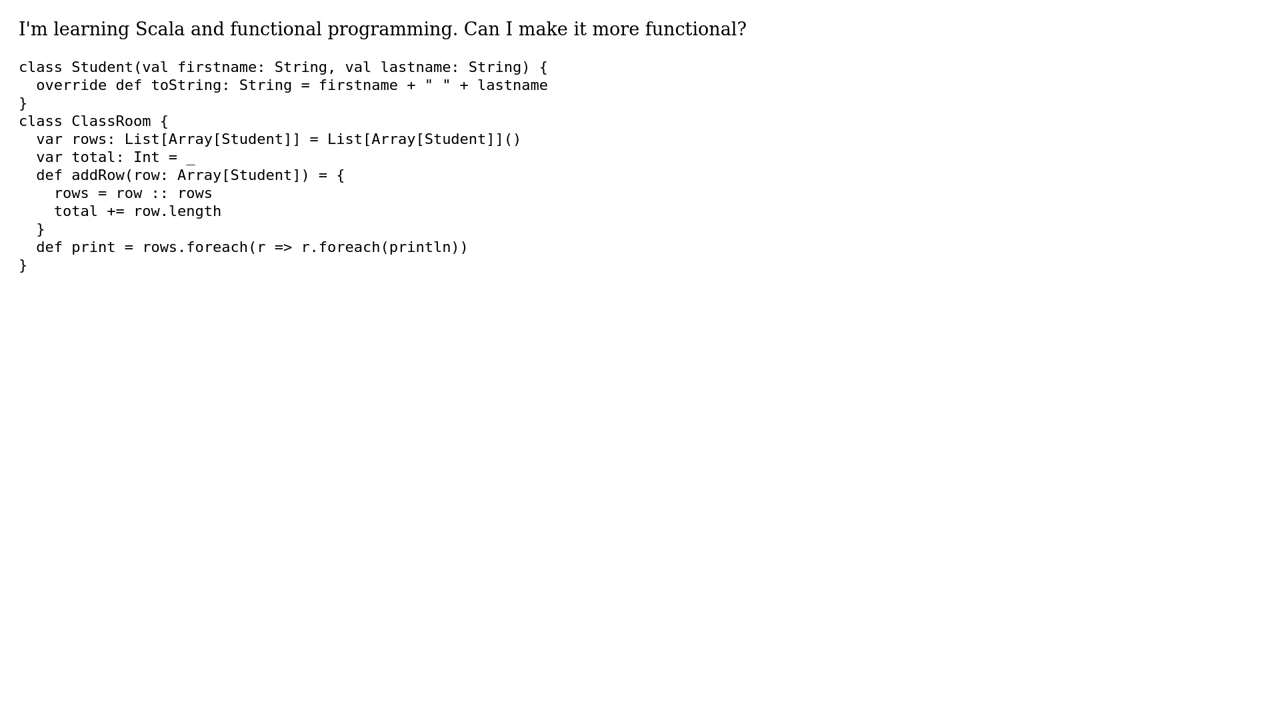 I'm learning Scala and functional programming. Can I make it more functional?
class Student(val firstname: String, val lastname: String) {
  override def toString: String = firstname + " " + lastname
}
class ClassRoom {
  var rows: List[Array[Student]] = List[Array[Student]]()
  var total: Int = _
  def addRow(row: Array[Student]) = {
    rows = row :: rows
    total += row.length
  }
  def print = rows.foreach(r => r.foreach(println))
}